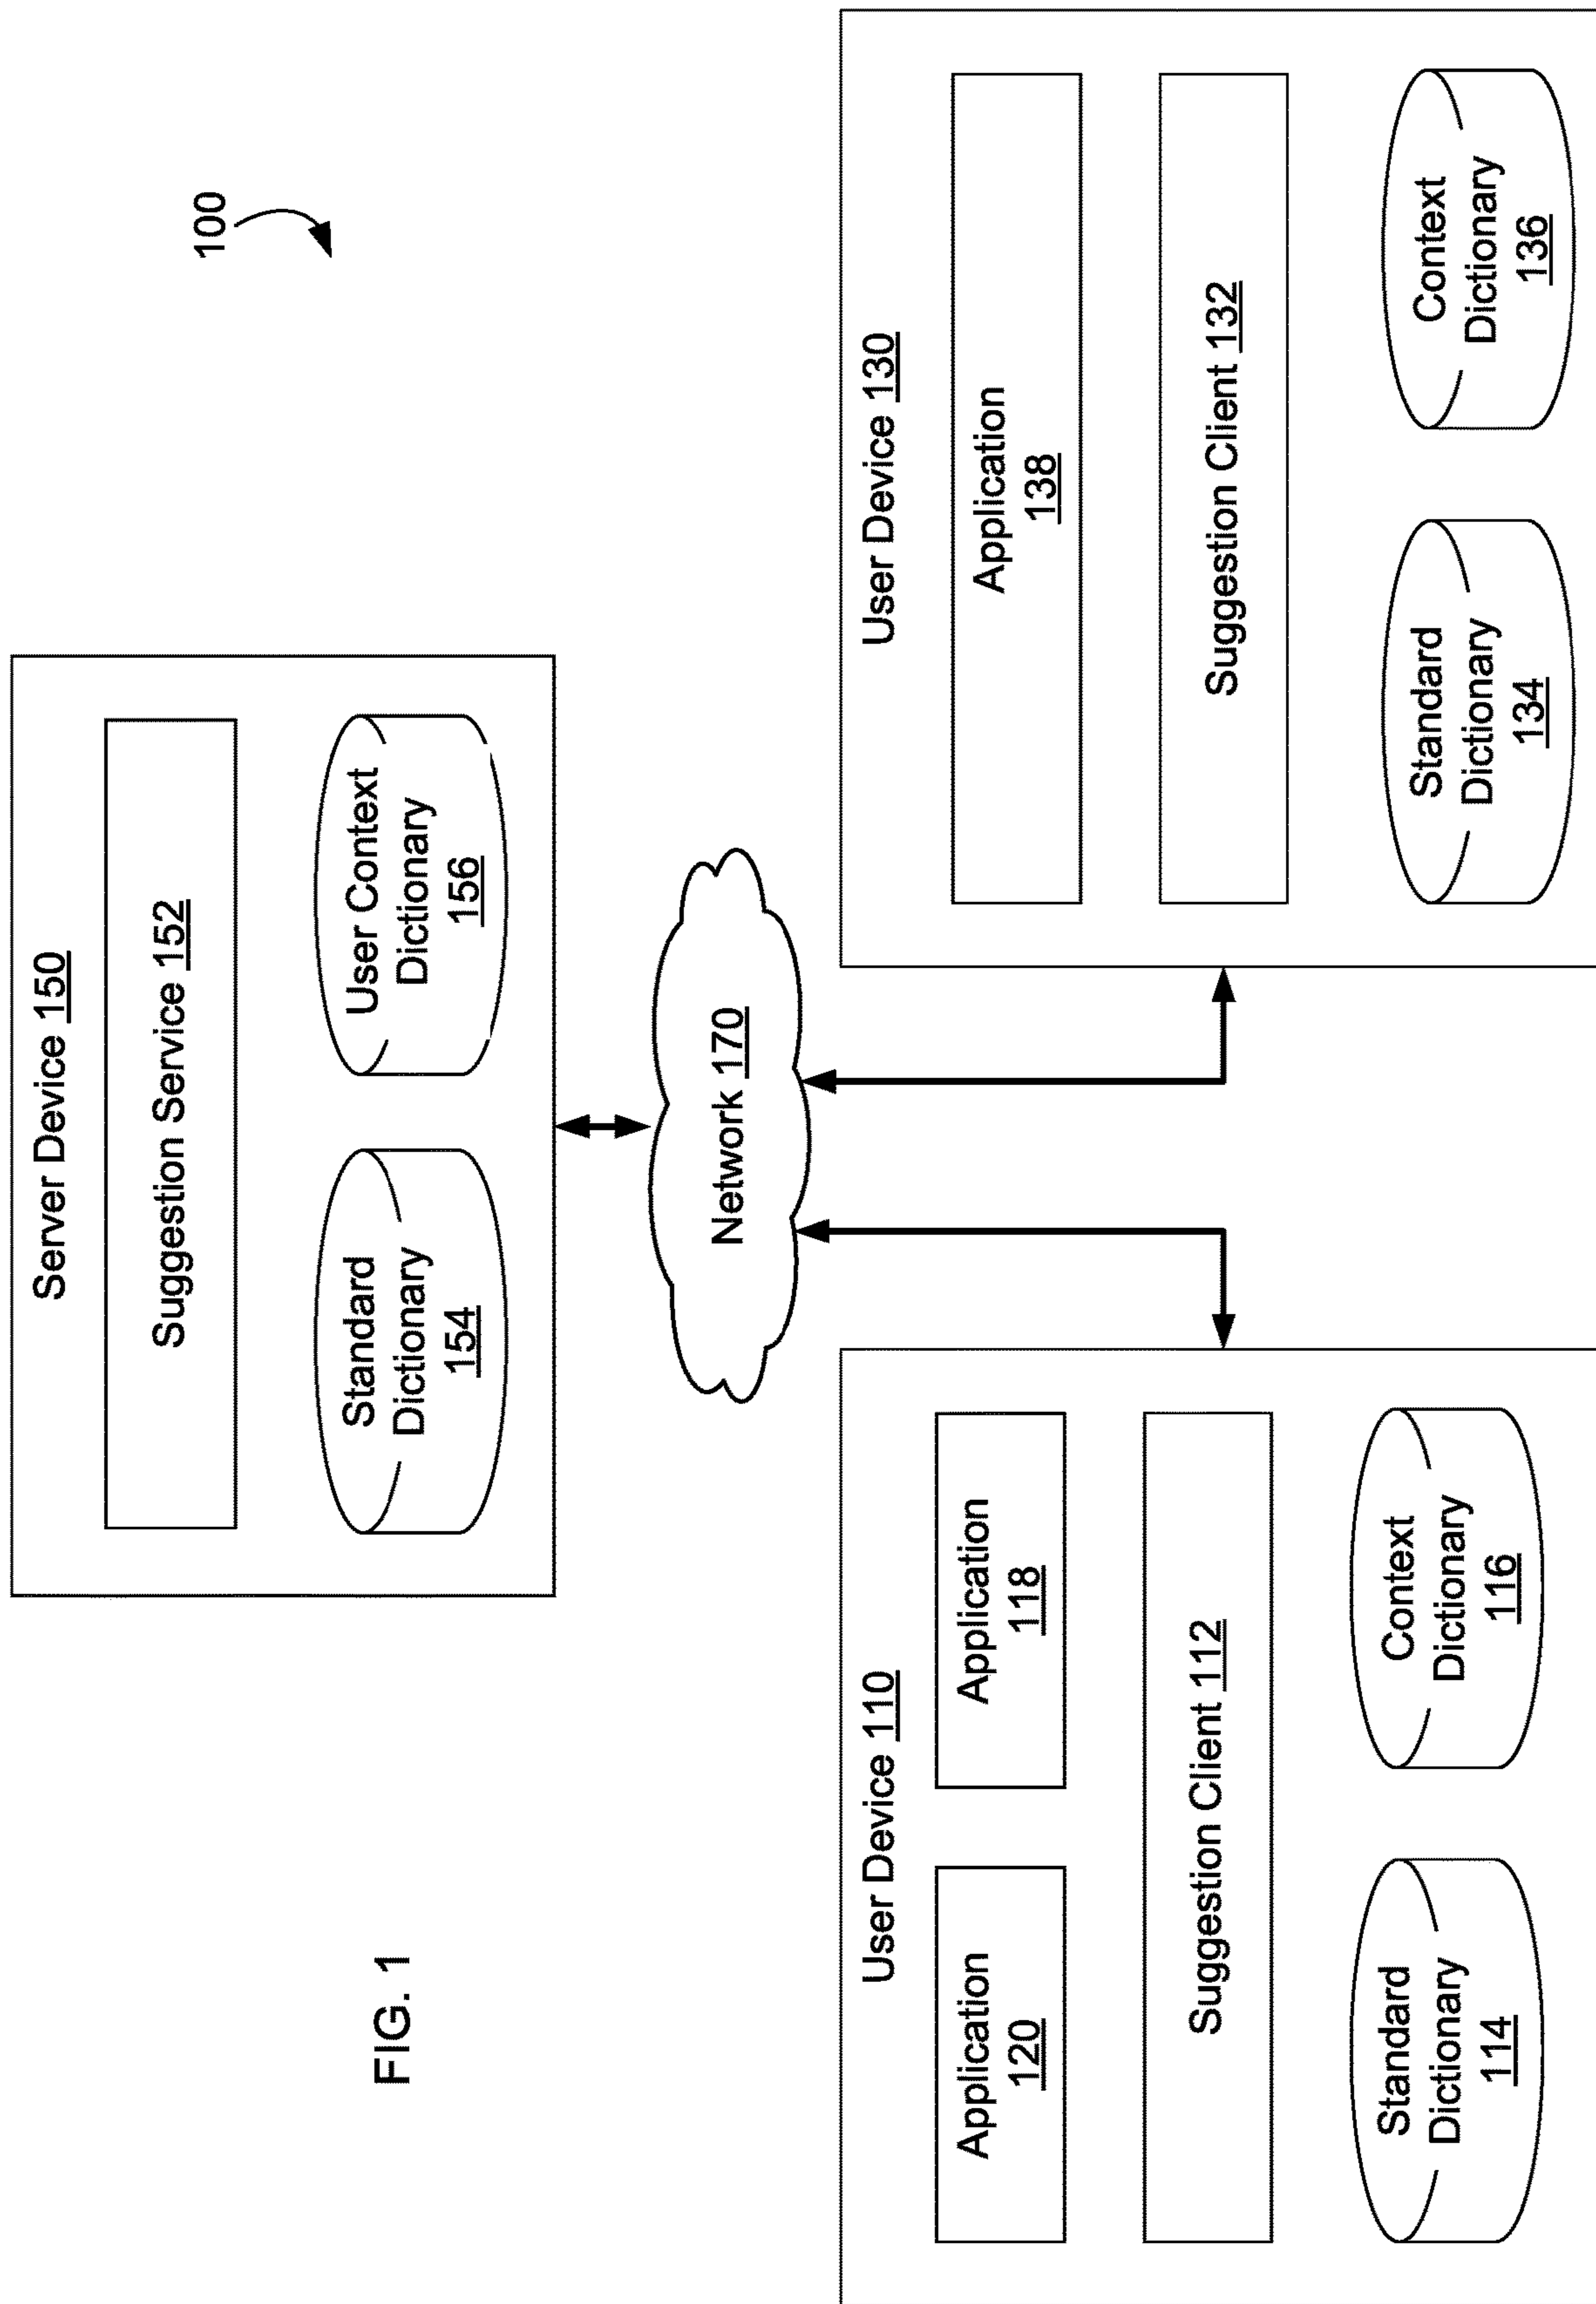 100
Server Device 150
Suggestion Service 152
Standard
Dictionary
154
User Context
Dictionary
156
FIG. 1
Network 170
User Device 110
Application
120
Application
118
Suggestion Client 112
Standard
Dictionary
114
Context
Dictionary
116
User Device 130
Application
138
Suggestion Client 132
Standard
Dictionary
134
Context
Dictionary
136